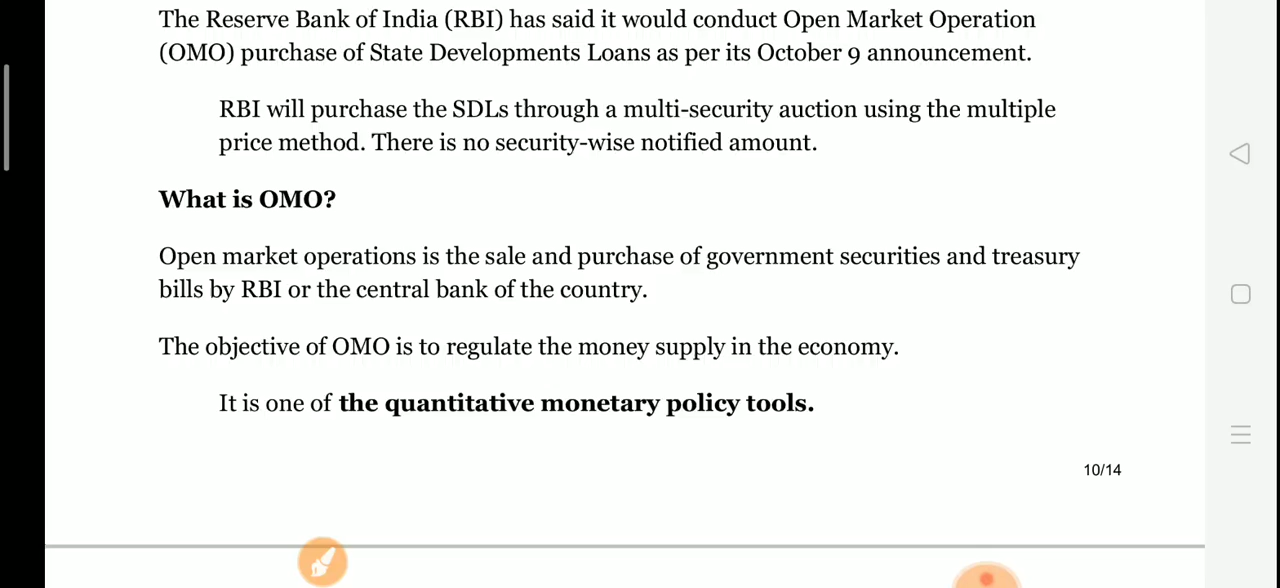 The Reserve Bank of India (RBI) has said it would conduct Open Market Operation
(OMO) purchase of State Developments Loans as per its October 9 announcement.
RBI will purchase the SDLs through a multi-security auction using the multiple
price method. There is no security-wise notified amount.
What is OMO?
Open market operations is the sale and purchase of government securities and treasury
bills by RBI or the central bank of the country.
The objective of OMO is to regulate the money supply in the economy.
It is one of the quantitative monetary policy tools.
10/14